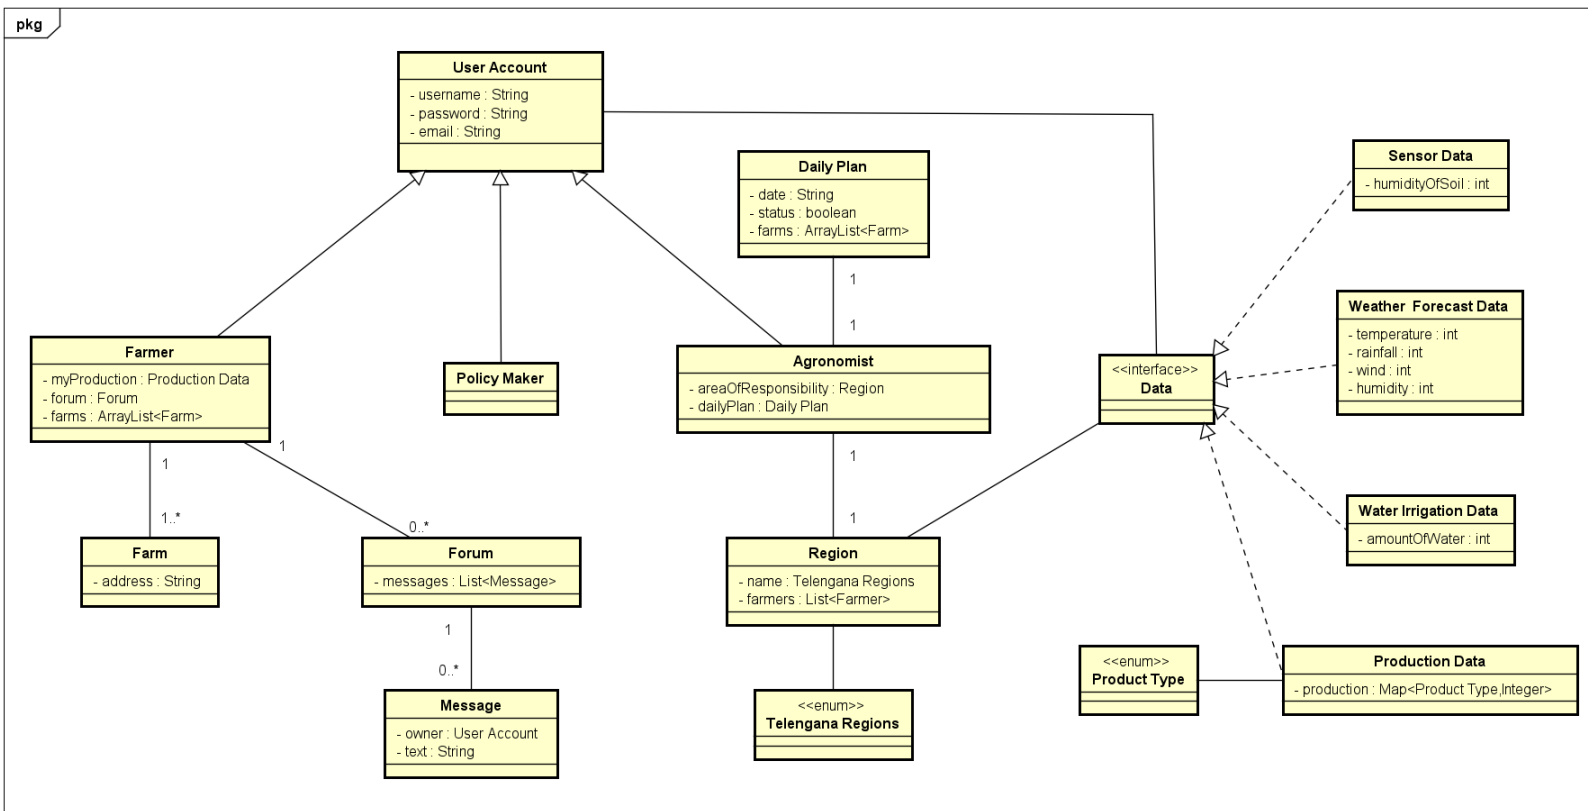 pkg
User Account
- username : String
- password : String
- email : String
Daily Plan
- date : String
- status : boolean
- farms : ArrayList<Farm>
Sensor Data
- humidityOfSoil : int
Weather Forecast Data
- temperature : int
- rainfall : int
- wind : int
- humidity : int
1
1
Farmer
- myProduction : Production Data
- forum : Forum
- farms : ArrayList<Farm>
Policy Maker
Agronomist
- areaOfResponsibility : Region
- dailyPlan : Daily Plan
<<interface>>
Data
1
1
1
1..*
0..*
1
Water Irrigation Data
- amountOfWater : int
Farm
- address : String
Forum
- messages : List<Message>
Region
- name : Telengana Regions
- farmers : List<Farmer>
1
0..*
<<enum>>
Product Type
Production Data
- production : Map<Product Type,Integer>
Message
- owner : User Account
- text : String
<<enum>>
Telengana Regions